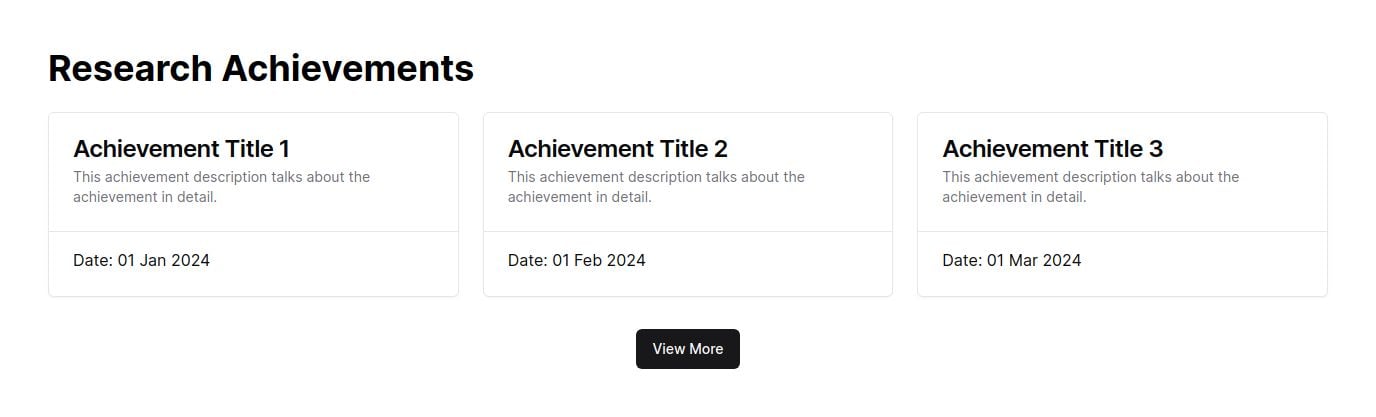 Research Achievements
Achievement Title 1
This achievement description talks about the
achievement in detail.
Date: 01 Jan 2024
Achievement Title 2
This achievement description talks about the
achievement in detail.
Date: 01 Feb 2024
Achievement Title 3
This achievement description talks about the
achievement in detail.
Date: 01 Mar 2024
View More